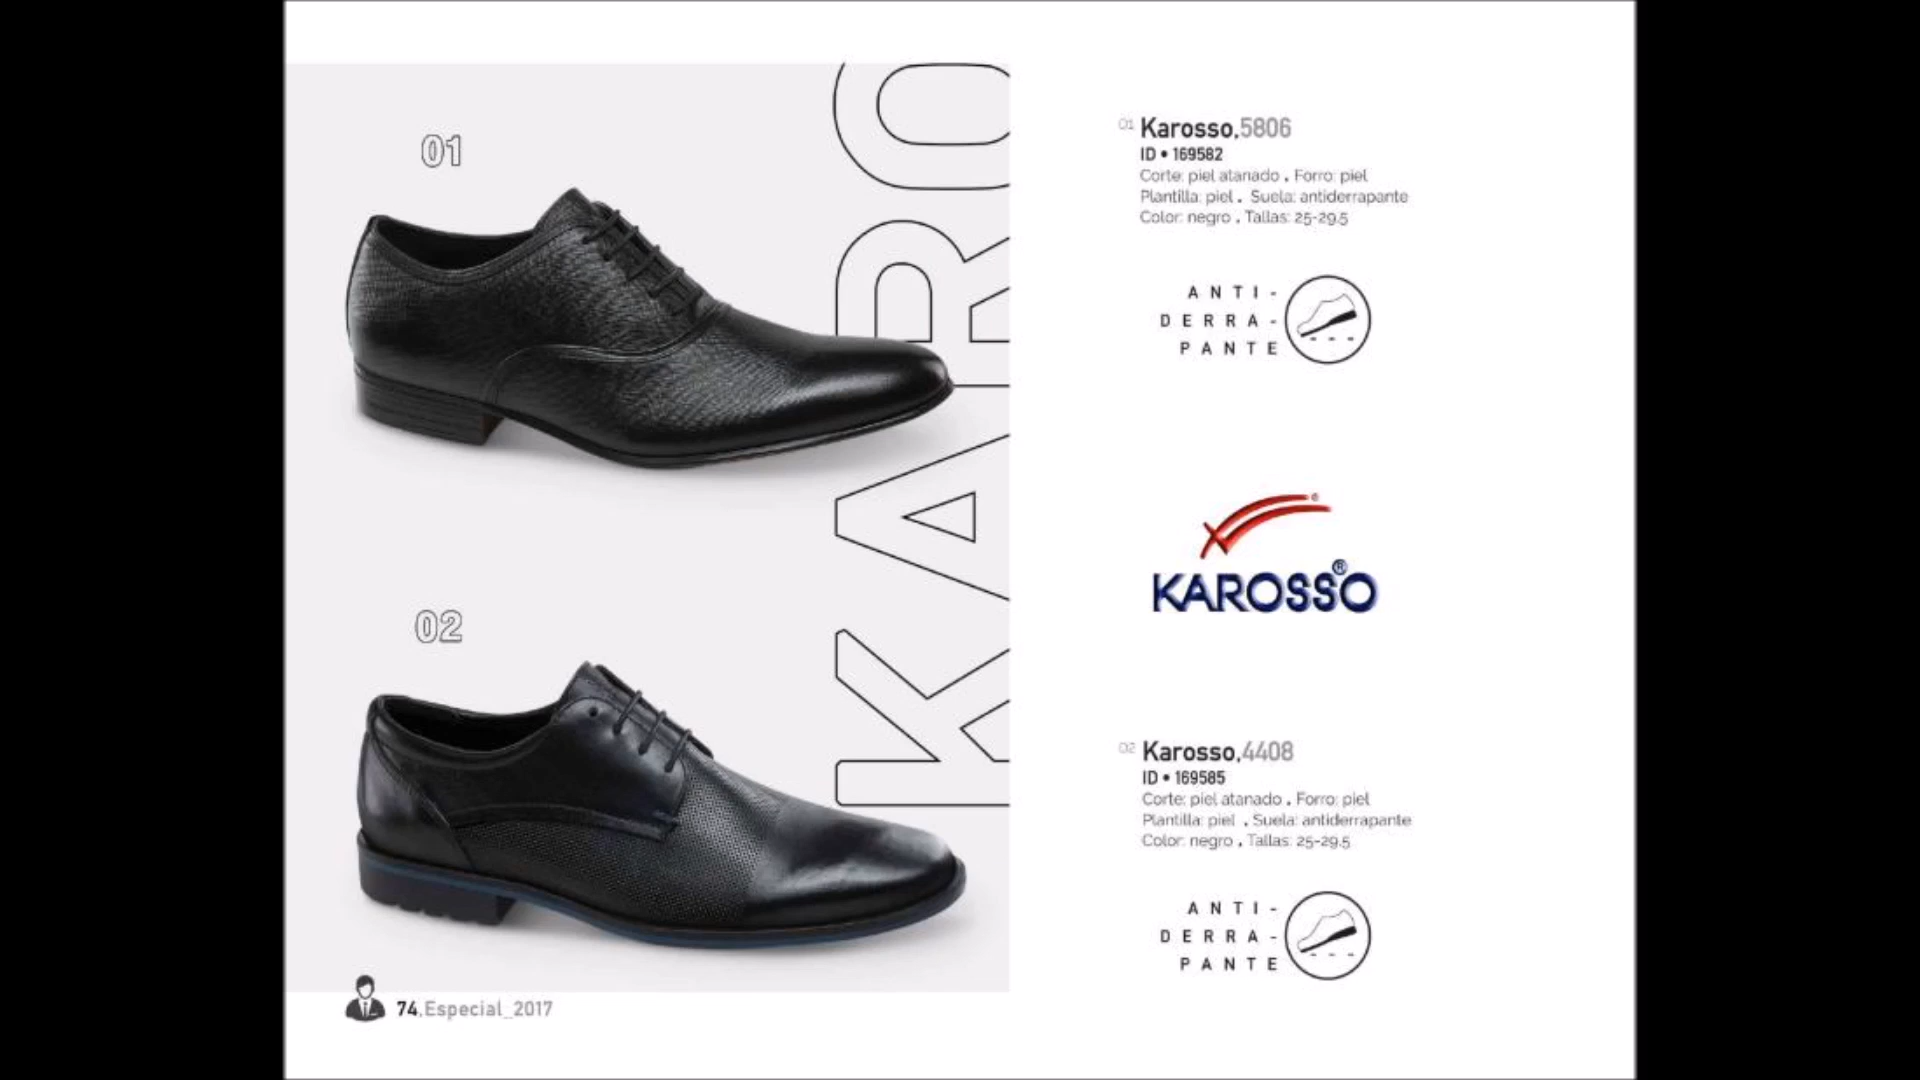 01
KARO
01 Karosso.5806
ID • 169582
Corte: piel atanado . Forro: piel
Plantilla: piel . Suela: antiderrapante
Color: negro . Tallas: 25-29.5
ANTI-
DERRA-
PANTE
®
KAROSSO®
02
02 Karosso.4408
ID • 169585
Corte: piel atanado . Forro: piel
Plantilla: piel . Suela: antiderrapante
Color: negro . Tallas: 25-29.5
ANTI-
DERRA-
PANTE
74.Especial_2017